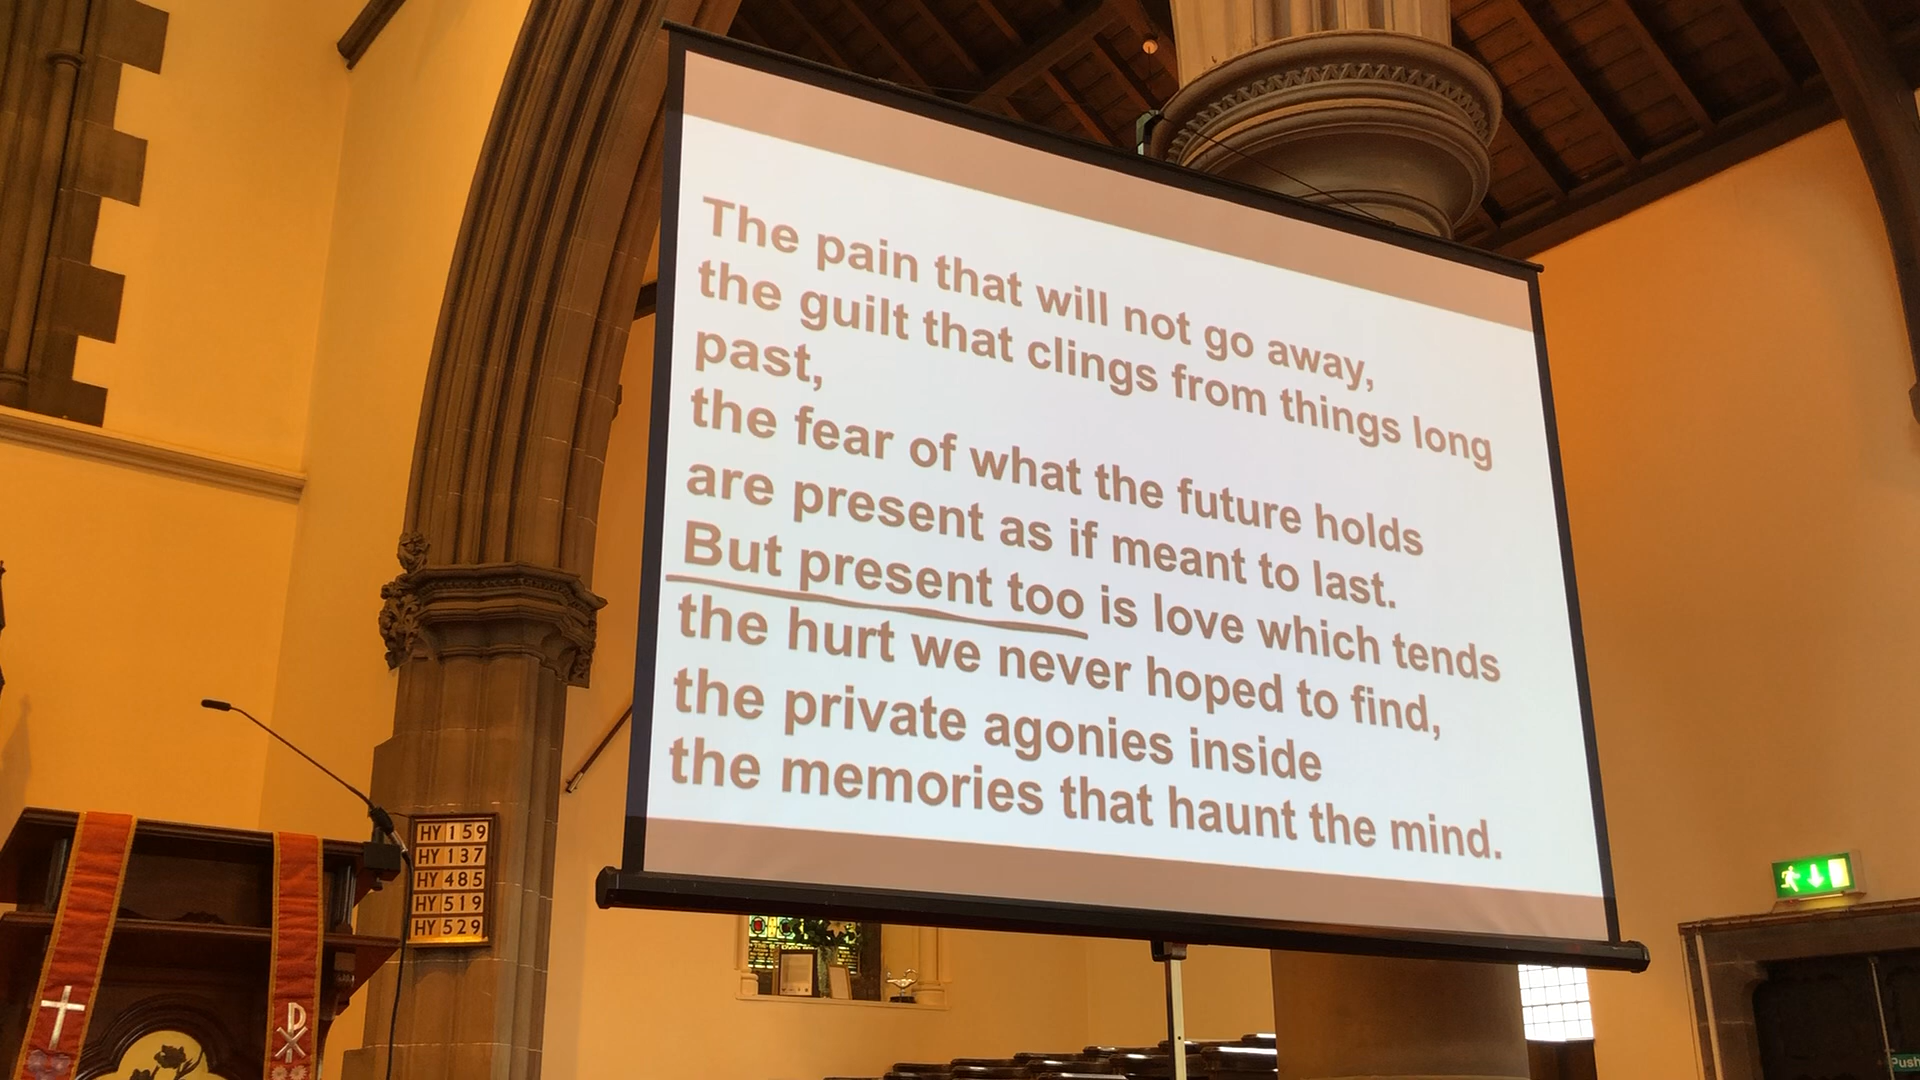 The pain that will not go away,
the guilt that clings from things long
past,
the fear of what the future holds
are present as if meant to last.
But present too is love which tends
the hurt we never hoped to find,
the private agonies inside
the memories that haunt the mind.
HY 159
HY 137
HY 485
HY 519
HY 529
Push